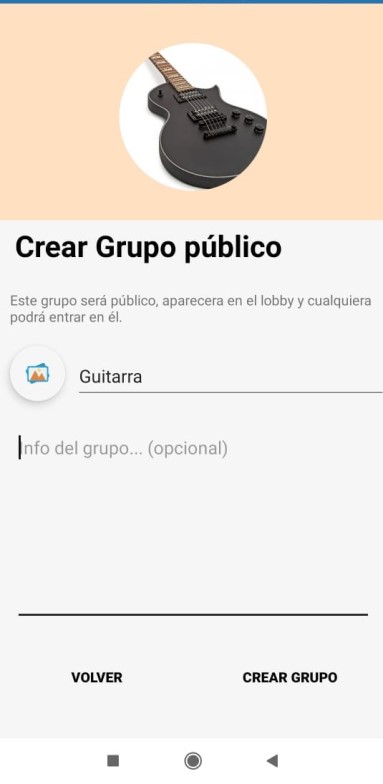 Crear Grupo público
Este grupo será público, aparecera en el lobby y cualquiera
podrá entrar en él.
Guitarra
Info del grupo... (opcional)
VOLVER
CREAR GRUPO